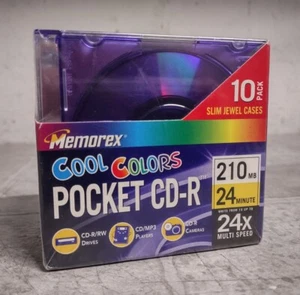 10 PACK
SLIM JEWEL CASES
Memorex
COOL COLORS
POCKET CD-R
210 MB
24 MINUTE
24X
MULTI SPEED
CD-R/RW
DRIVES
CD/MP3
PLAYERS
CD-R
CAMERAS